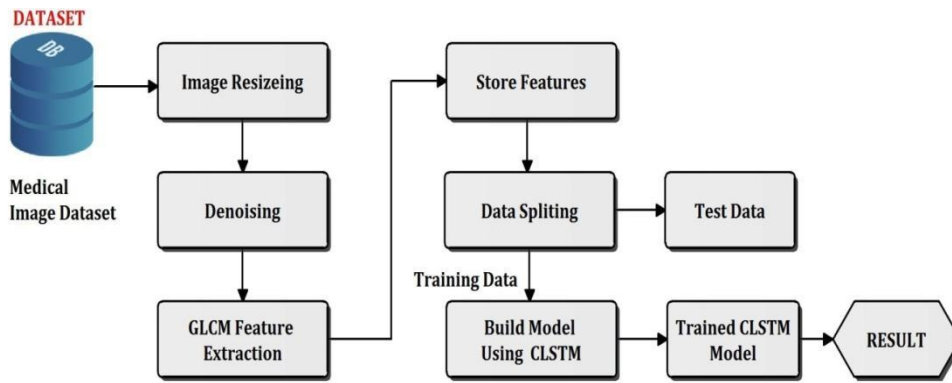 DATASET
DB
Medical
Image Dataset
Image Resizeing
Denoising
GLCM Feature
Extraction
Store Features
Data Spliting
Test Data
Training Data
Build Model
Using CLSTM
Trained CLSTM
Model
RESULT